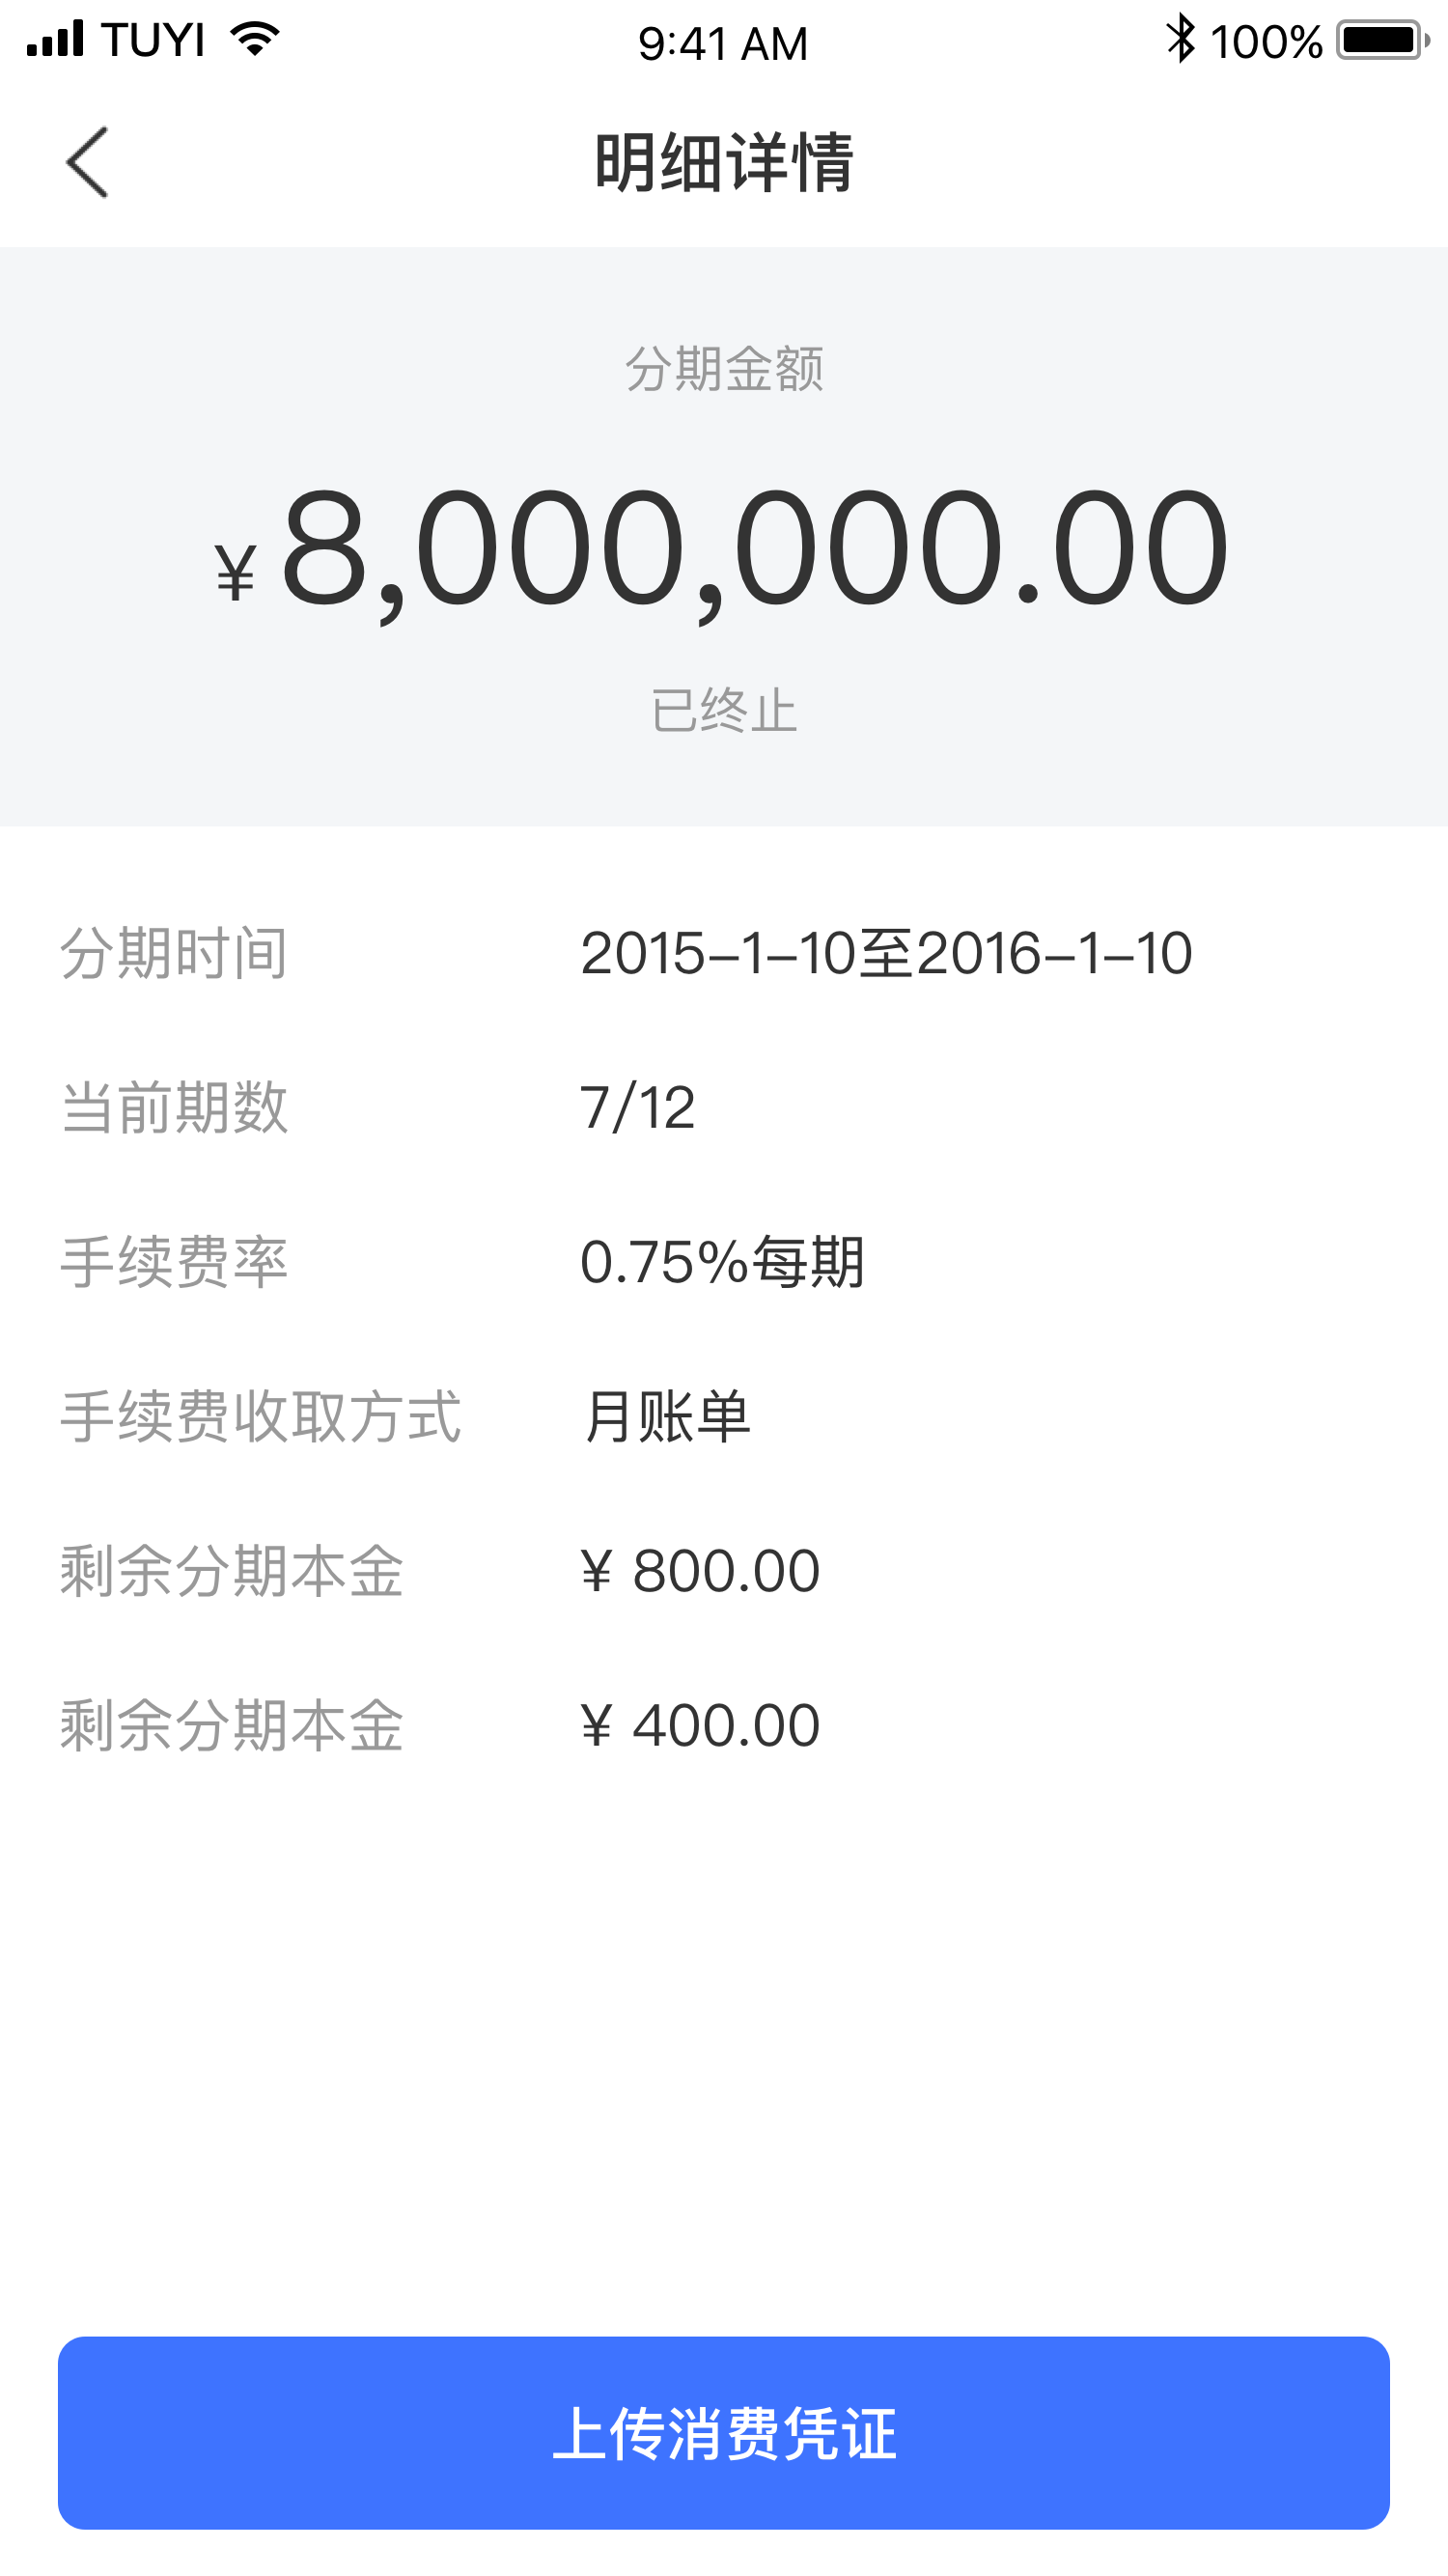 TUYI 9:41 AM 100%
明细详情
分期金额
¥8,000,000.00
已终止
分期时间 2015-1-10至2016-1-10
当前期数 7/12
手续费率 0.75%每期
手续费收取方式 月账单
剩余分期本金 ¥ 800.00
剩余分期本金 ¥ 400.00
上传消费凭证